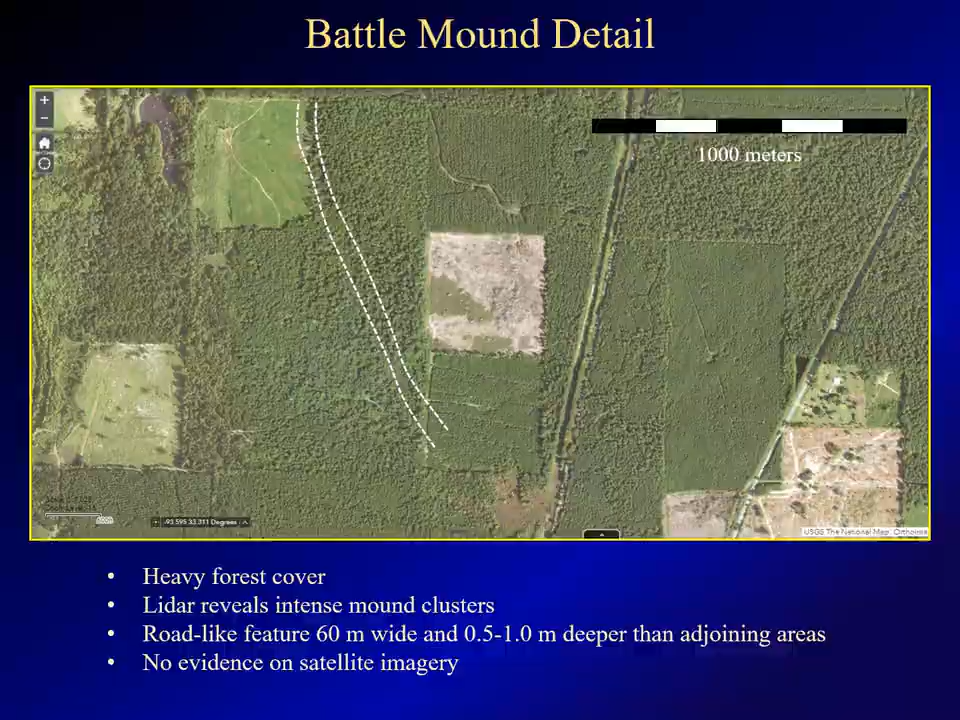 Battle Mound Detail
+
−
1000 meters
-93.595 33.311 Degrees
USGS The National Map: Orthoima
• Heavy forest cover
• Lidar reveals intense mound clusters
• Road-like feature 60 m wide and 0.5-1.0 m deeper than adjoining areas
• No evidence on satellite imagery